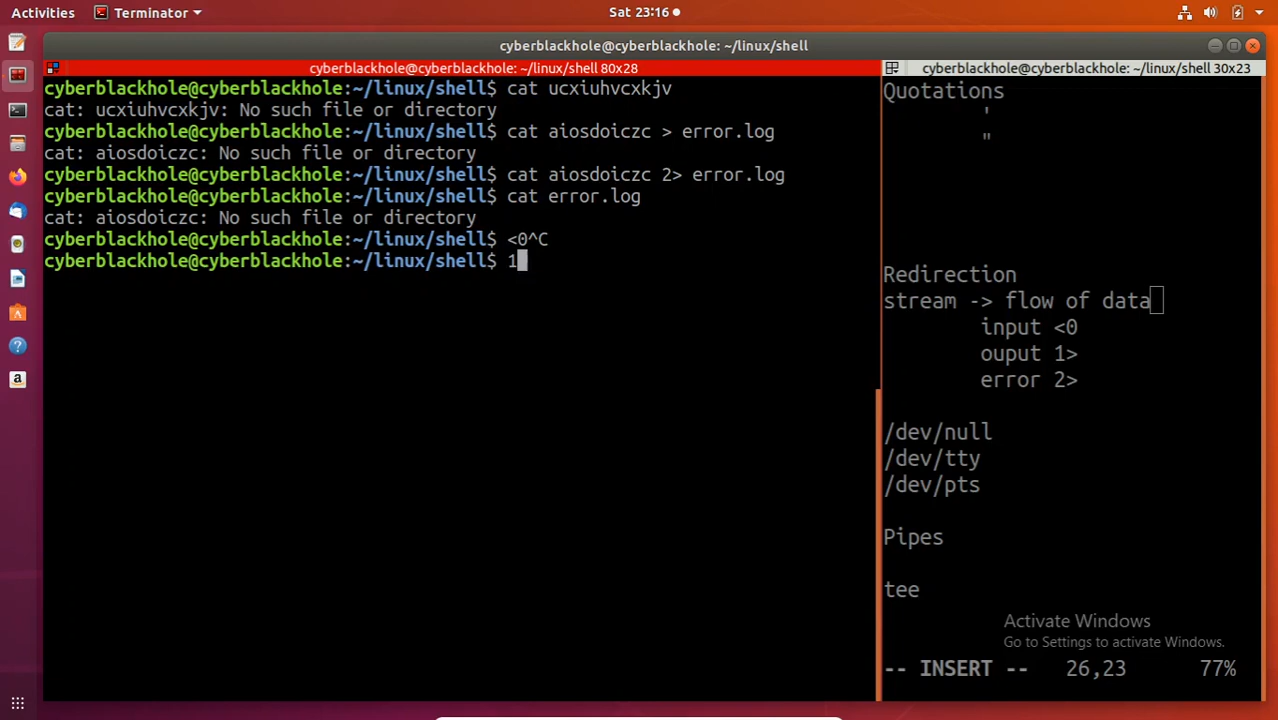 Activities
Terminator
Sat 23:16
cyberblackhole@cyberblackhole: ~/linux/shell
cyberblackhole@cyberblackhole: ~/linux/shell 80x28
cyberblackhole@cyberblackhole:~/linux/shell$ cat ucxiuhvcxkjv
cat: ucxiuhvcxkjv: No such file or directory
cyberblackhole@cyberblackhole:~/linux/shell$ cat aiosdoiczc > error.log
cat: aiosdoiczc: No such file or directory
cyberblackhole@cyberblackhole:~/linux/shell$ cat aiosdoiczc 2> error.log
cyberblackhole@cyberblackhole:~/linux/shell$ cat error.log
cat: aiosdoiczc: No such file or directory
cyberblackhole@cyberblackhole:~/linux/shell$ <0^C
cyberblackhole@cyberblackhole:~/linux/shell$ 1
cyberblackhole@cyberblackhole: ~/linux/shell 30x23
Quotations
'
"
Redirection
stream -> flow of data
input <0
ouput 1>
error 2>
/dev/null
/dev/tty
/dev/pts
Pipes
tee
Activate Windows
Go to Settings to activate Windows.
-- INSERT -- 26,23 77%